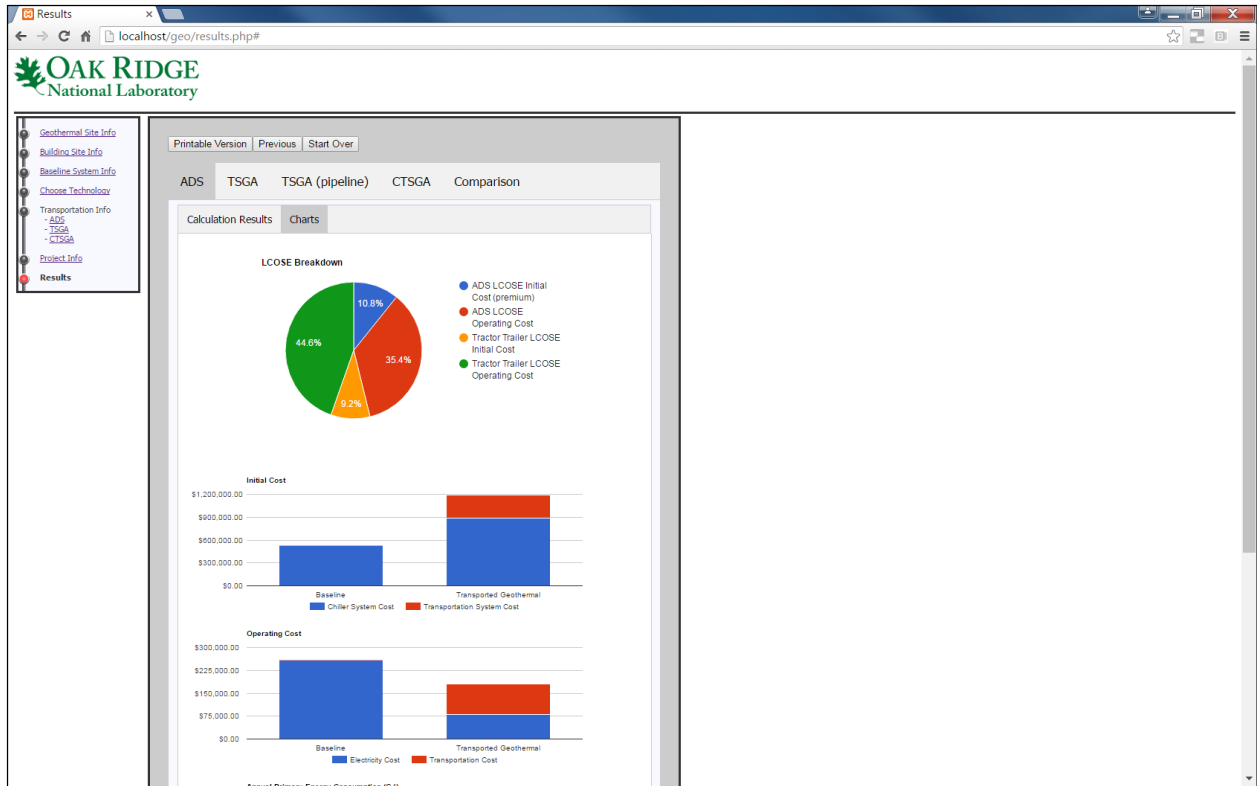 Results
localhost/geo/results.php#
OAK RIDGE
National Laboratory
Geothermal Site Info
Building Site Info
Baseline System Info
Choose Technology
Transportation Info
- ADS
- TSGA
- CTSGA
Project Info
Results
Printable Version Previous Start Over
ADS TSGA TSGA (pipeline) CTSGA Comparison
Calculation Results Charts
LCOSE Breakdown
10.8%
35.4%
9.2%
44.6%
ADS LCOSE Initial
Cost (premium)
ADS LCOSE
Operating Cost
Tractor Trailer LCOSE
Initial Cost
Tractor Trailer LCOSE
Operating Cost
Initial Cost
$1,200,000.00
$900,000.00
$600,000.00
$300,000.00
$0.00
Baseline Transported Geothermal
Chiller System Cost Transportation System Cost
Operating Cost
$300,000.00
$225,000.00
$150,000.00
$75,000.00
$0.00
Baseline Transported Geothermal
Electricity Cost Transportation Cost
Annual Primary Energy Consumption